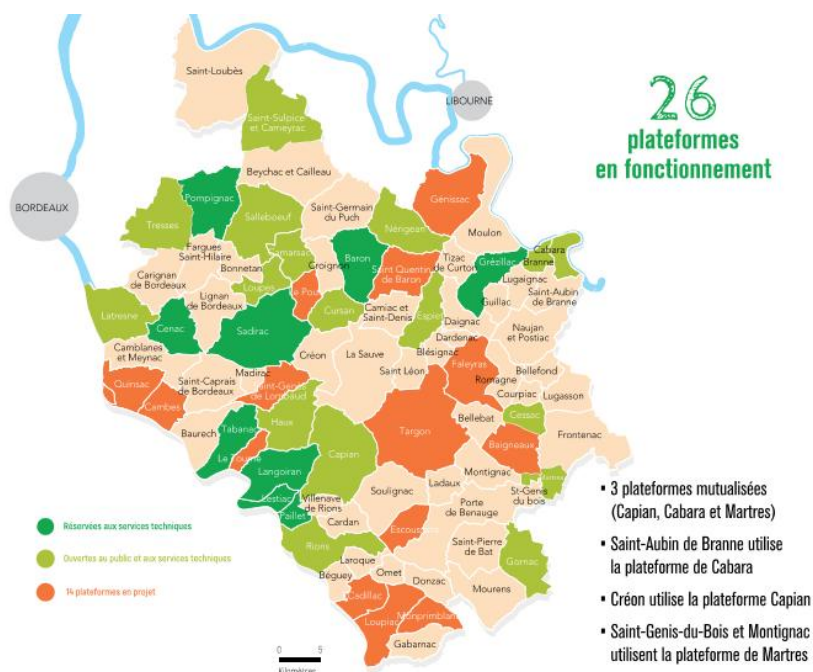 Saint-Loubès
LIBOURNE
26
plateformes
en fonctionnement
Saint-Sulpice
et Cameyrac
Beychac et Cailleau
Génissac
Pompignac
BORDEAUX
Tresses
Salleboeuf
Saint-Germain
du Puch
Nérigean
Moulon
Fargues
Saint-Hilaire
Baron
Saint Quentin
de Baron
Tizac
de Curton
Grézillac
Cabara
Branne
Carignan
de Bordeaux
Bonnetan
Croignon
Lugaignac
Loupes
Guillac
Saint-Aubin
de Branne
Latresne
Lignan
de Bordeaux
Cursan
Camiac et
Saint-Denis
Espiet
Daignac
Cenac
Sadirac
Dardenac
Naujan
et Postiac
Camblanes
et Meynac
Créon
La Sauve
Blésignac
Saint Léon
Faleyras
Bellefond
Madirac
Romagne
Quinsac
Saint-Caprais
de Bordeaux
Saint-Genès
de Lombaud
Courpiac
Lugasson
Cambes
Cessac
Bellebat
Baurech
Tabanac
Haux
Targon
Frontenac
Baigneaux
Le Tourne
Capian
Langoiran
Montignac
Ladaux
St-Genis
du bois
Lestiac
Villenave
de Rions
Soulignac
Porte
de Benauge
Paillet
Cardan
Escoussans
Rions
Saint-Pierre
de Bat
Gornac
Laroque
Béguey
Omet
Donzac
Mourens
Cadillac
Loupiac
Monprimblanc
Gabarnac
Réservées aux services techniques
Ouvertes au public et aux services techniques
14 plateformes en projet
0 5
Kilomètres
▪ 3 plateformes mutualisées
(Capian, Cabara et Martres)
▪ Saint-Aubin de Branne utilise
la plateforme de Cabara
▪ Créon utilise la plateforme Capian
▪ Saint-Genis-du-Bois et Montignac
utilisent la plateforme de Martres